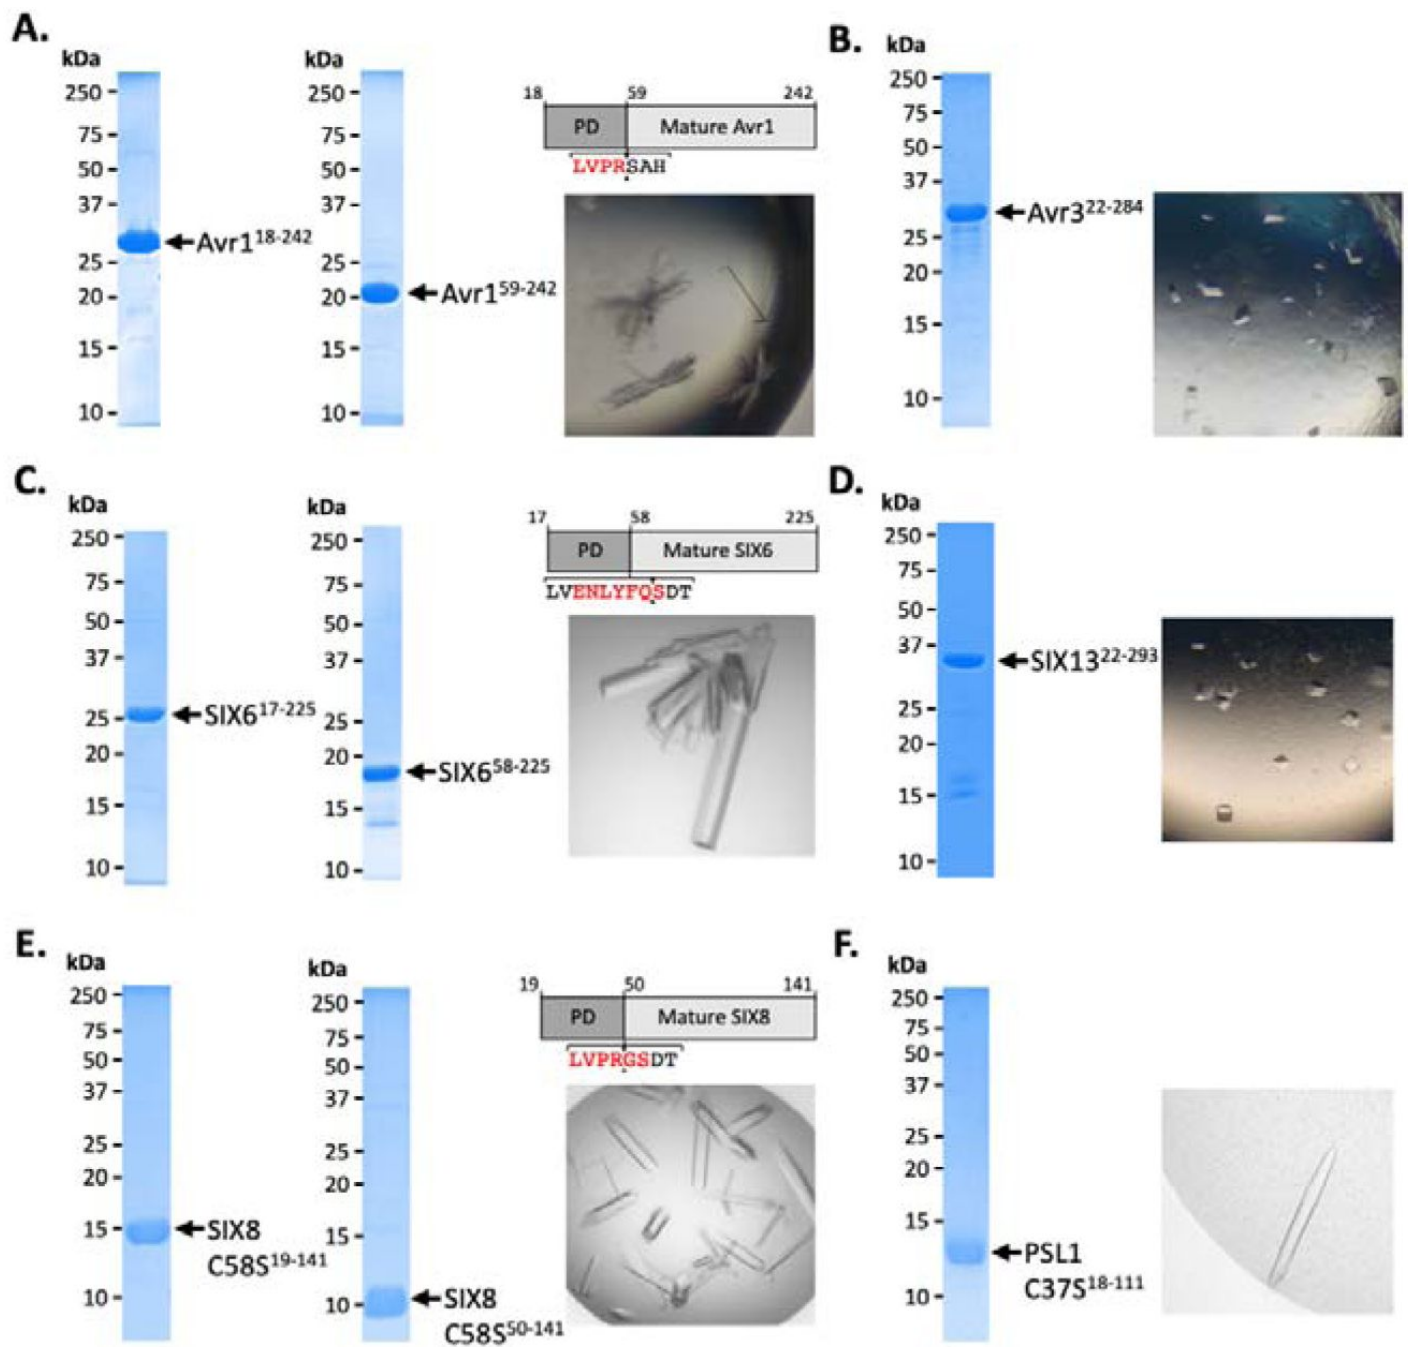 A.
kDa
250
75
50
37
25
20
15
10
Avr1¹⁸⁻²⁴²
kDa
250
75
50
37
25
20
15
10
Avr1⁵⁹⁻²⁴²
18 59 242
PD Mature Avr1
LVPRSAH
B.
kDa
250
75
50
37
25
20
15
10
Avr3²²⁻²⁸⁴
C.
kDa
250
75
50
37
25
20
15
10
SIX6¹⁷⁻²²⁵
kDa
250
75
50
37
25
20
15
10
SIX6⁵⁸⁻²²⁵
17 58 225
PD Mature SIX6
LVENLYFQSDT
D.
kDa
250
75
50
37
25
20
15
10
SIX13²²⁻²⁹³
E.
kDa
250
75
50
37
25
20
15
10
SIX8
C58S¹⁹⁻¹⁴¹
kDa
250
75
50
37
25
20
15
10
SIX8
C58S⁵⁰⁻¹⁴¹
19 50 141
PD Mature SIX8
LVPRGSDT
F.
kDa
250
75
50
37
25
20
15
10
PSL1
C37S¹⁸⁻¹¹¹